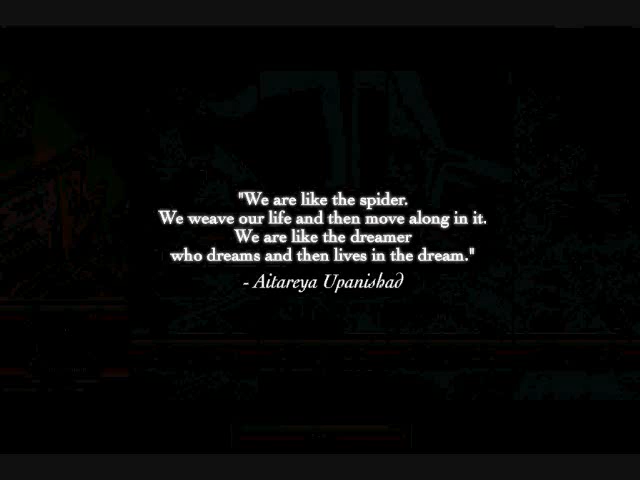 "We are like the spider.
We weave our life and then move along in it.
We are like the dreamer
who dreams and then lives in the dream."
- Aitareya Upanishad